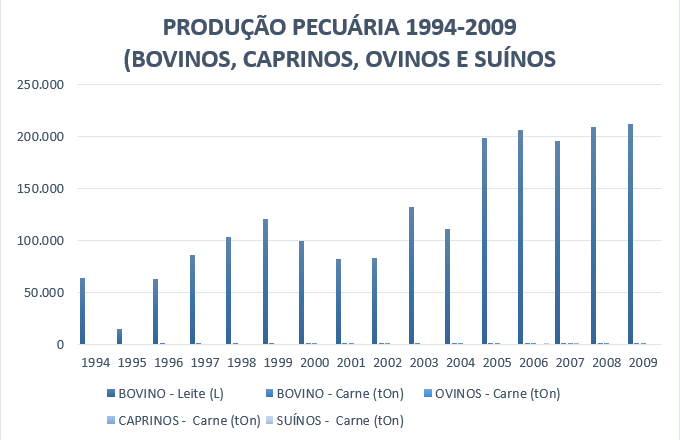 PRODUÇÃO PECUÁRIA 1994-2009
(BOVINOS, CAPRINOS, OVINOS E SUÍNOS
250.000
200.000
150.000
100.000
50.000
0
1994 1995 1996 1997 1998 1999 2000 2001 2002 2003 2004 2005 2006 2007 2008 2009
BOVINO - Leite (L) BOVINO - Carne (tOn) OVINOS - Carne (tOn)
CAPRINOS - Carne (tOn) SUÍNOS - Carne (tOn)